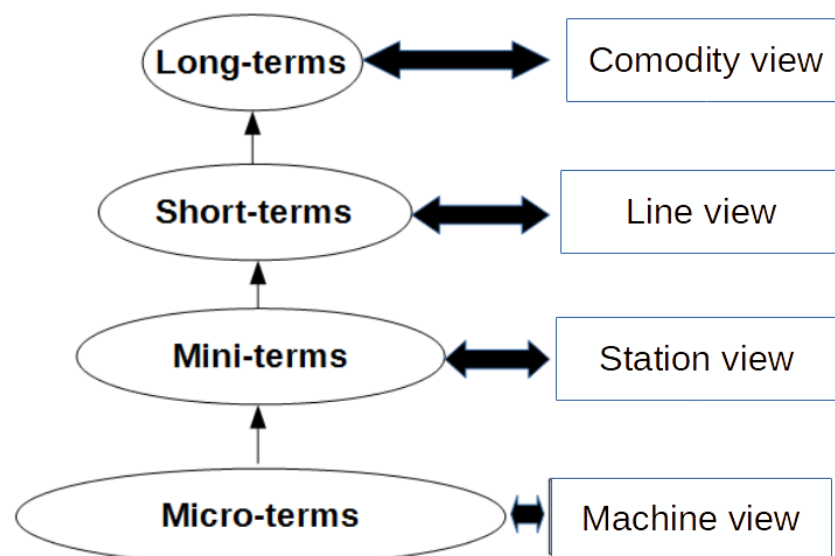 Long-terms
Comodity view
Short-terms
Line view
Mini-terms
Station view
Micro-terms
Machine view